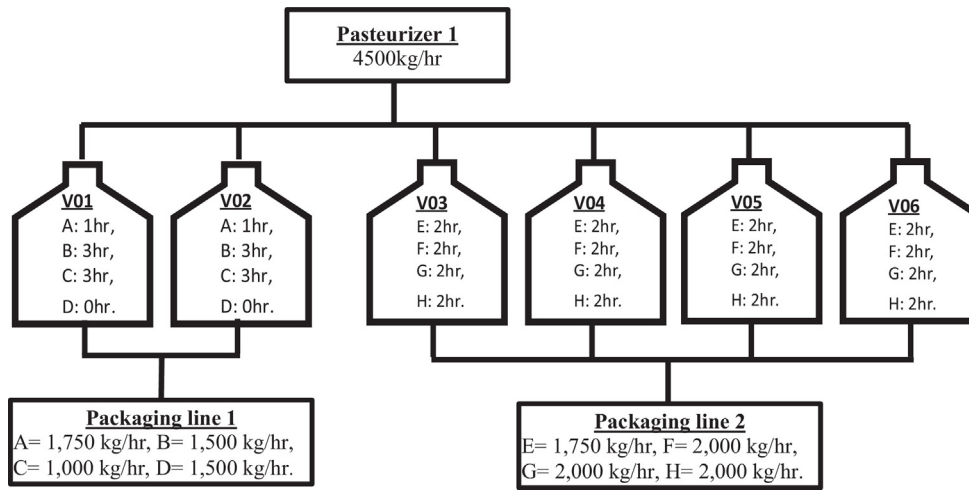 Pasteurizer 1
4500kg/hr
V01
A: 1hr,
B: 3hr,
C: 3hr,
D: 0hr.
V02
A: 1hr,
B: 3hr,
C: 3hr,
D: 0hr.
V03
E: 2hr,
F: 2hr,
G: 2hr,
H: 2hr.
V04
E: 2hr,
F: 2hr,
G: 2hr,
H: 2hr.
V05
E: 2hr,
F: 2hr,
G: 2hr,
H: 2hr.
V06
E: 2hr,
F: 2hr,
G: 2hr,
H: 2hr.
Packaging line 1
A= 1,750 kg/hr, B= 1,500 kg/hr,
C= 1,000 kg/hr, D= 1,500 kg/hr.
Packaging line 2
E= 1,750 kg/hr, F= 2,000 kg/hr,
G= 2,000 kg/hr, H= 2,000 kg/hr.